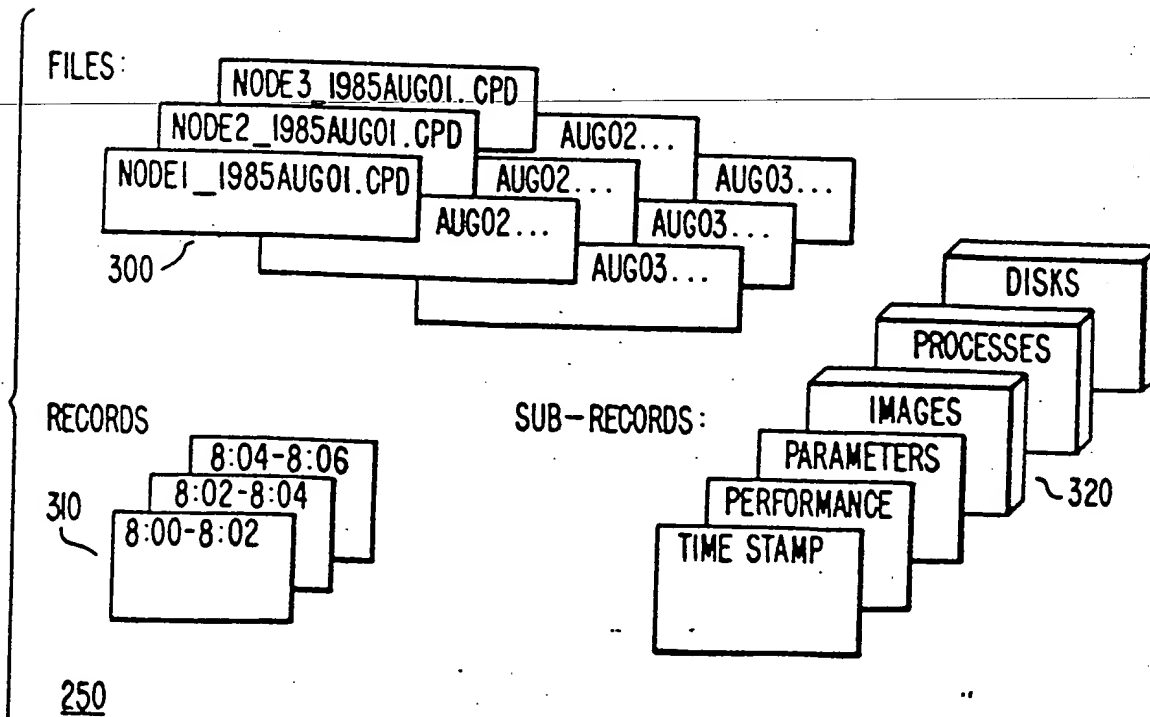 FILES:
NODE3_1985AUG01.CPD
NODE2_1985AUG01.CPD
NODE1_1985AUG01.CPD
AUG02...
AUG02...
AUG02...
AUG03...
AUG03...
AUG03...
300
RECORDS
8:04-8:06
8:02-8:04
8:00-8:02
310
SUB-RECORDS:
DISKS
PROCESSES
IMAGES
PARAMETERS
PERFORMANCE
TIME STAMP
320
250